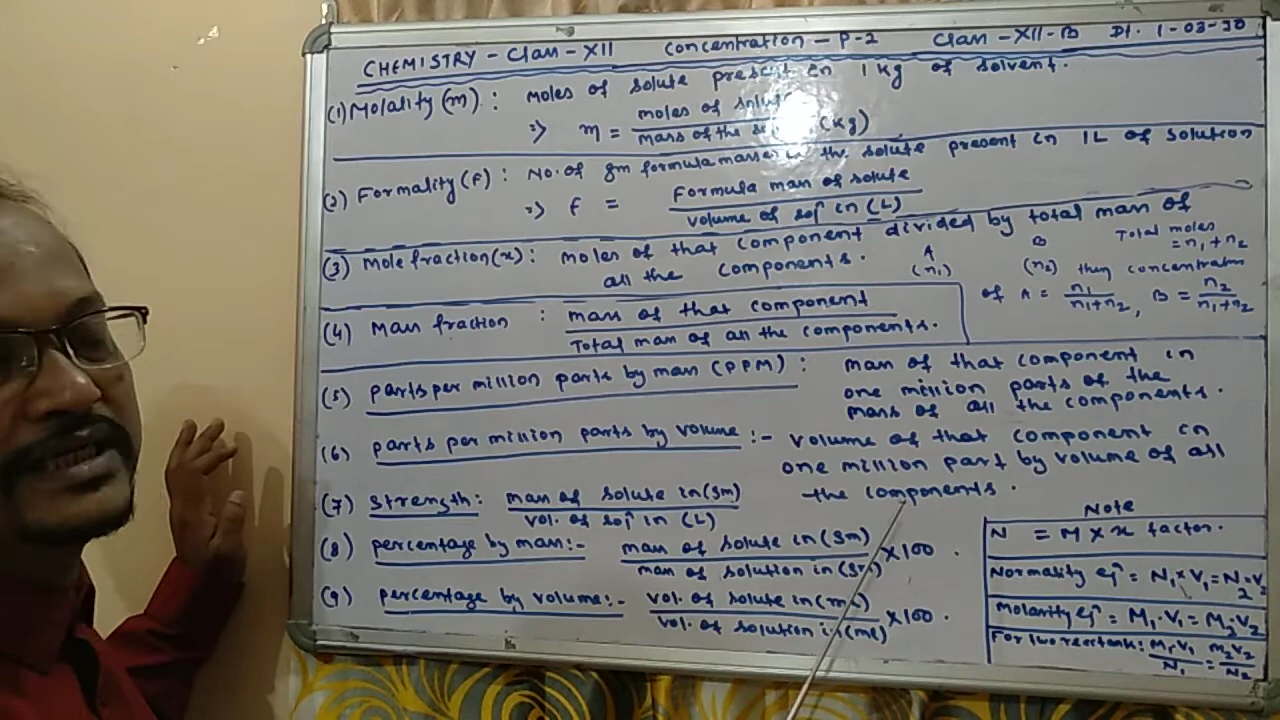 CHEMISTRY - Class - XII Concentration - P-2 Class - XII - B Dt. 1-03-30
(1) Molality (m) : Moles of solute present in 1 kg of solvent.
=> m = moles of solu / mass of the (kg)
(2) Formality (F) : No. of gm formula masses in the solute present in 1L of solution
=> F = Formula mass of solute / volume of solⁿ in (L)
(3) Mole fraction (x) : moles of that component divided by total mass of
all the components.
A (n₁) B (n₂) Total moles = n₁ + n₂
then concentration
of A = n₁ / n₁+n₂ , B = n₂ / n₁+n₂
(4) Mass fraction : mass of that component / Total mass of all the components.
(5) parts per million parts by mass (PPM) : mass of that component in
one million parts of the
mass of all the components.
(6) parts per million parts by volume :- volume of that component in
one million part by volume of all
the components.
(7) Strength : mass of solute in (gm) / vol. of solⁿ in (L)
(8) percentage by mass :- mass of solute in (gm) / mass of solution in (gm) × 100 .
(9) percentage by volume :- vol. of solute in (ml) / vol. of solution in (ml) × 100 .
Note
N = M × x factor.
Normality eqⁿ = N₁ × V₁ = N₂ . V₂
Molarity eqⁿ = M₁ . V₁ = M₂ . V₂
For two reactants : M₁V₁ / N₁ = M₂V₂ / N₂